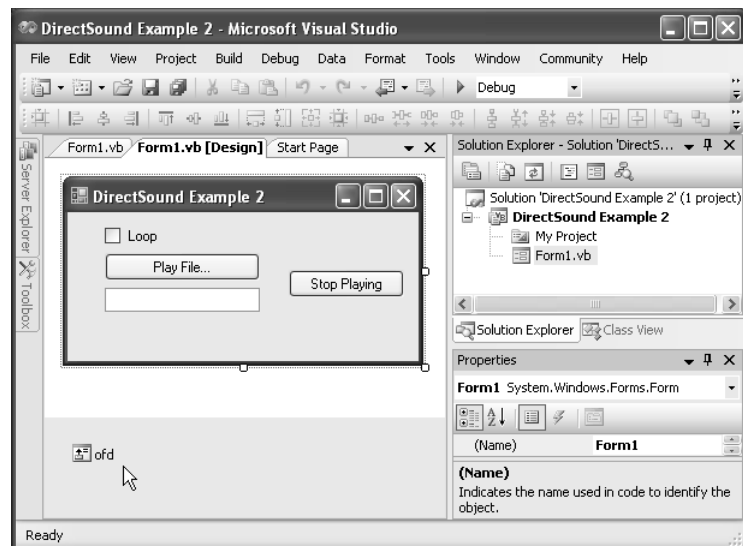 DirectSound Example 2 - Microsoft Visual Studio
File Edit View Project Build Debug Data Format Tools Window Community Help
Debug
Server Explorer
Toolbox
Form1.vb Form1.vb [Design] Start Page
DirectSound Example 2
Loop
Play File...
Stop Playing
ofd
Solution Explorer - Solution 'DirectS...
Solution 'DirectSound Example 2' (1 project)
DirectSound Example 2
My Project
Form1.vb
Solution Explorer Class View
Properties
Form1 System.Windows.Forms.Form
(Name) Form1
(Name)
Indicates the name used in code to identify the
object.
Ready